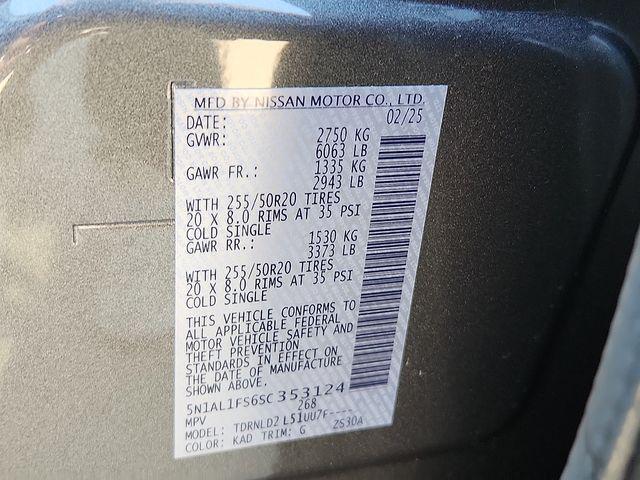 MFD BY NISSAN MOTOR CO., LTD.
DATE: 02/25
GVWR: 2750 KG
6063 LB
GAWR FR.: 1335 KG
2943 LB
WITH 255/50R20 TIRES
20 X 8.0 RIMS AT 35 PSI
COLD SINGLE
GAWR RR.: 1530 KG
3373 LB
WITH 255/50R20 TIRES
20 X 8.0 RIMS AT 35 PSI
COLD SINGLE
THIS VEHICLE CONFORMS TO
ALL APPLICABLE FEDERAL
MOTOR VEHICLE SAFETY AND
THEFT PREVENTION
STANDARDS IN EFFECT ON
THE DATE OF MANUFACTURE
SHOWN ABOVE.
5N1AL1FS6SC353124
MPV 268
MODEL: TDRNLD2 L51UU7F----
COLOR: KAD TRIM: G ZS30A